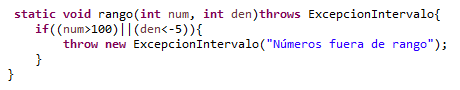 static void rango(int num, int den)throws ExcepcionIntervalo{
if((num>100)||(den<-5)){
throw new ExcepcionIntervalo("Números fuera de rango");
}
}